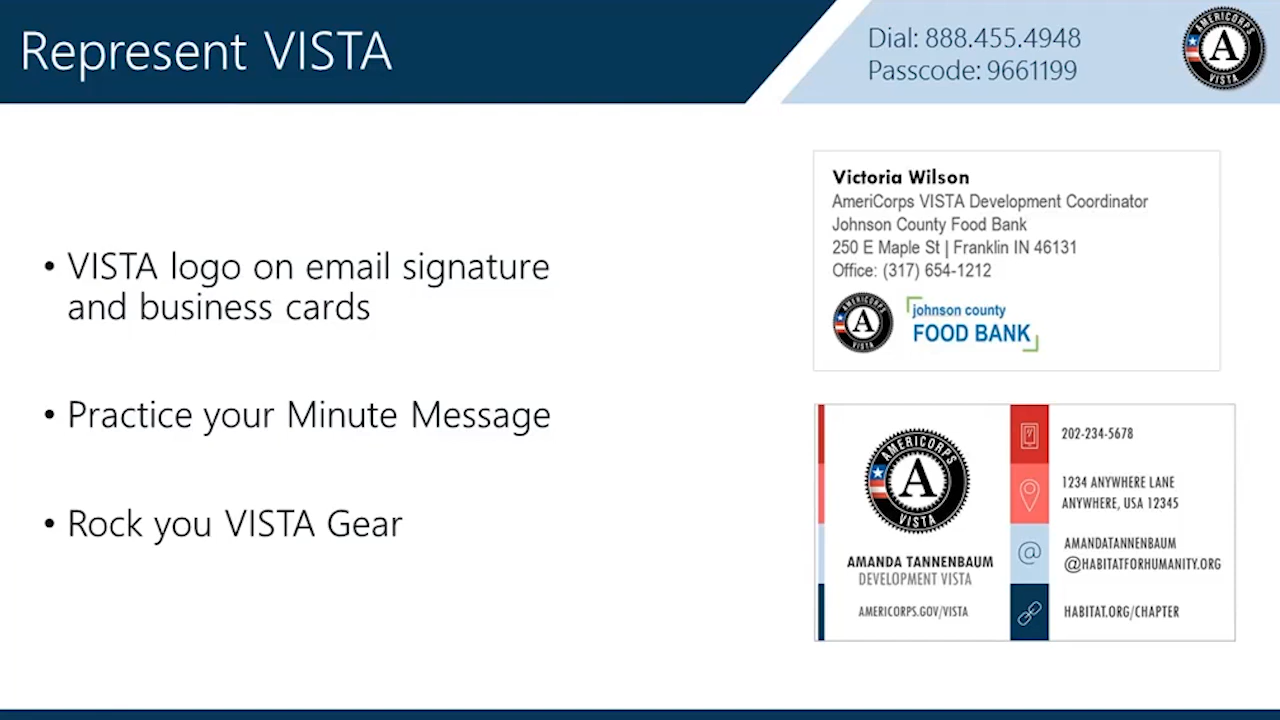 Represent VISTA
Dial: 888.455.4948
Passcode: 9661199
AMERICORPS
A
VISTA
• VISTA logo on email signature
and business cards
• Practice your Minute Message
• Rock you VISTA Gear
Victoria Wilson
AmeriCorps VISTA Development Coordinator
Johnson County Food Bank
250 E Maple St | Franklin IN 46131
Office: (317) 654-1212
AMERICORPS
A
VISTA
johnson county
FOOD BANK
AMERICORPS
A
VISTA
AMANDA TANNENBAUM
DEVELOPMENT VISTA
AMERICORPS.GOV/VISTA
202-234-5678
1234 ANYWHERE LANE
ANYWHERE, USA 12345
@
AMANDATANNENBAUM
@HABITATFORHUMANITY.ORG
HABITAT.ORG/CHAPTER